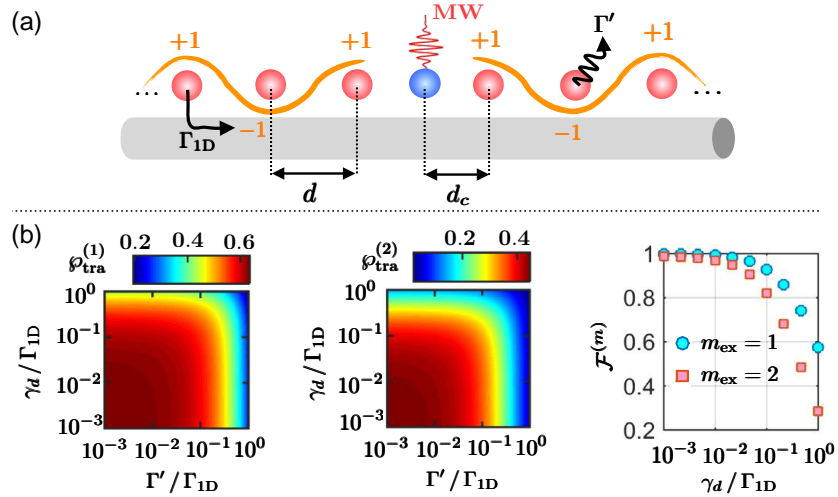 (a)
MW
Γ′
+1 +1 +1 +1
... ...
Γ1D −1 −1
d dc
(b)
℘tra(1) 0.2 0.4 0.6
℘tra(2) 0.2 0.4
γd / Γ1D
10^0
10^−1
10^−2
10^−3
10^−3 10^−2 10^−1 10^0
Γ′ / Γ1D
γd / Γ1D
10^0
10^−1
10^−2
10^−3
10^−3 10^−2 10^−1 10^0
Γ′ / Γ1D
ℱ(m)
1
0.8
0.6
0.4
0.2
mex = 1
mex = 2
10^−3 10^−2 10^−1 10^0
γd / Γ1D